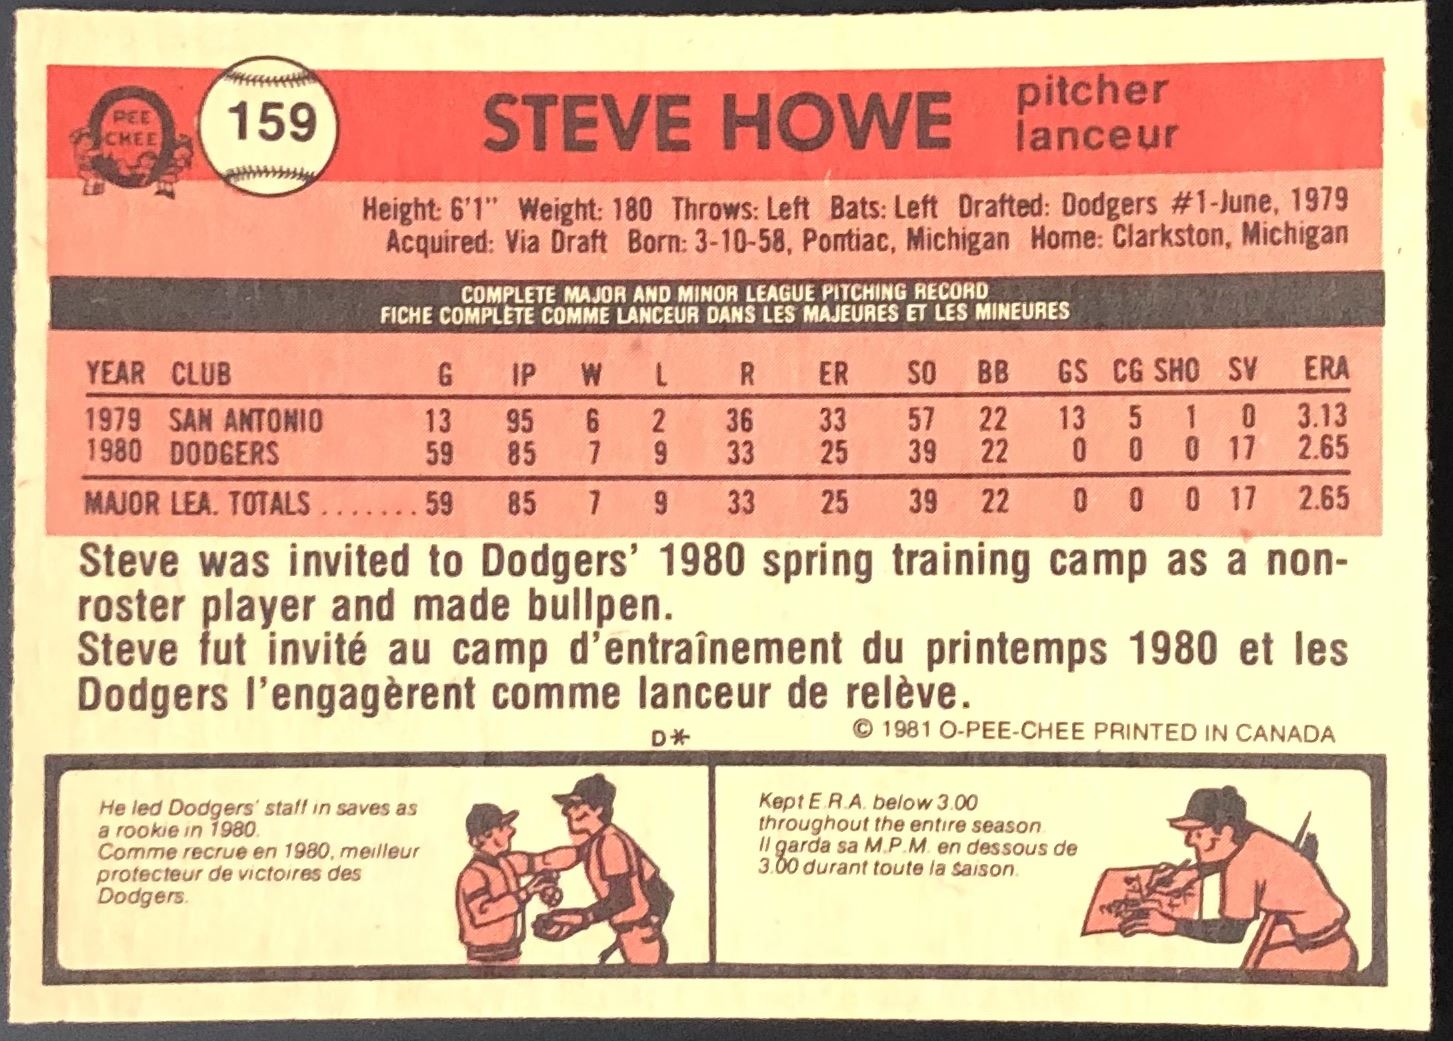 PEE
CHEE
159
STEVE HOWE
pitcher
lanceur
Height: 6'1" Weight: 180 Throws: Left Bats: Left Drafted: Dodgers #1-June, 1979
Acquired: Via Draft Born: 3-10-58, Pontiac, Michigan Home: Clarkston, Michigan
COMPLETE MAJOR AND MINOR LEAGUE PITCHING RECORD
FICHE COMPLÈTE COMME LANCEUR DANS LES MAJEURES ET LES MINEURES
YEAR CLUB G IP W L R ER SO BB GS CG SHO SV ERA
1979 SAN ANTONIO 13 95 6 2 36 33 57 22 13 5 1 0 3.13
1980 DODGERS 59 85 7 9 33 25 39 22 0 0 0 17 2.65
MAJOR LEA. TOTALS ....... 59 85 7 9 33 25 39 22 0 0 0 17 2.65
Steve was invited to Dodgers' 1980 spring training camp as a non-
roster player and made bullpen.
Steve fut invité au camp d'entraînement du printemps 1980 et les
Dodgers l'engagèrent comme lanceur de relève.
D*
© 1981 O-PEE-CHEE PRINTED IN CANADA
He led Dodgers' staff in saves as
a rookie in 1980.
Comme recrue en 1980, meilleur
protecteur de victoires des
Dodgers.
Kept E.R.A. below 3.00
throughout the entire season.
Il garda sa M.P.M. en dessous de
3.00 durant toute la saison.